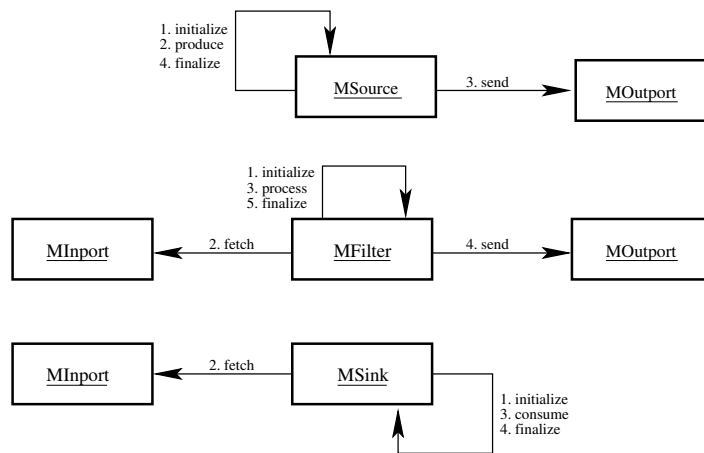 1. initialize
2. produce
4. finalize
MSource
3. send
MOutport
1. initialize
3. process
5. finalize
MInport
2. fetch
MFilter
4. send
MOutport
MInport
2. fetch
MSink
1. initialize
3. consume
4. finalize